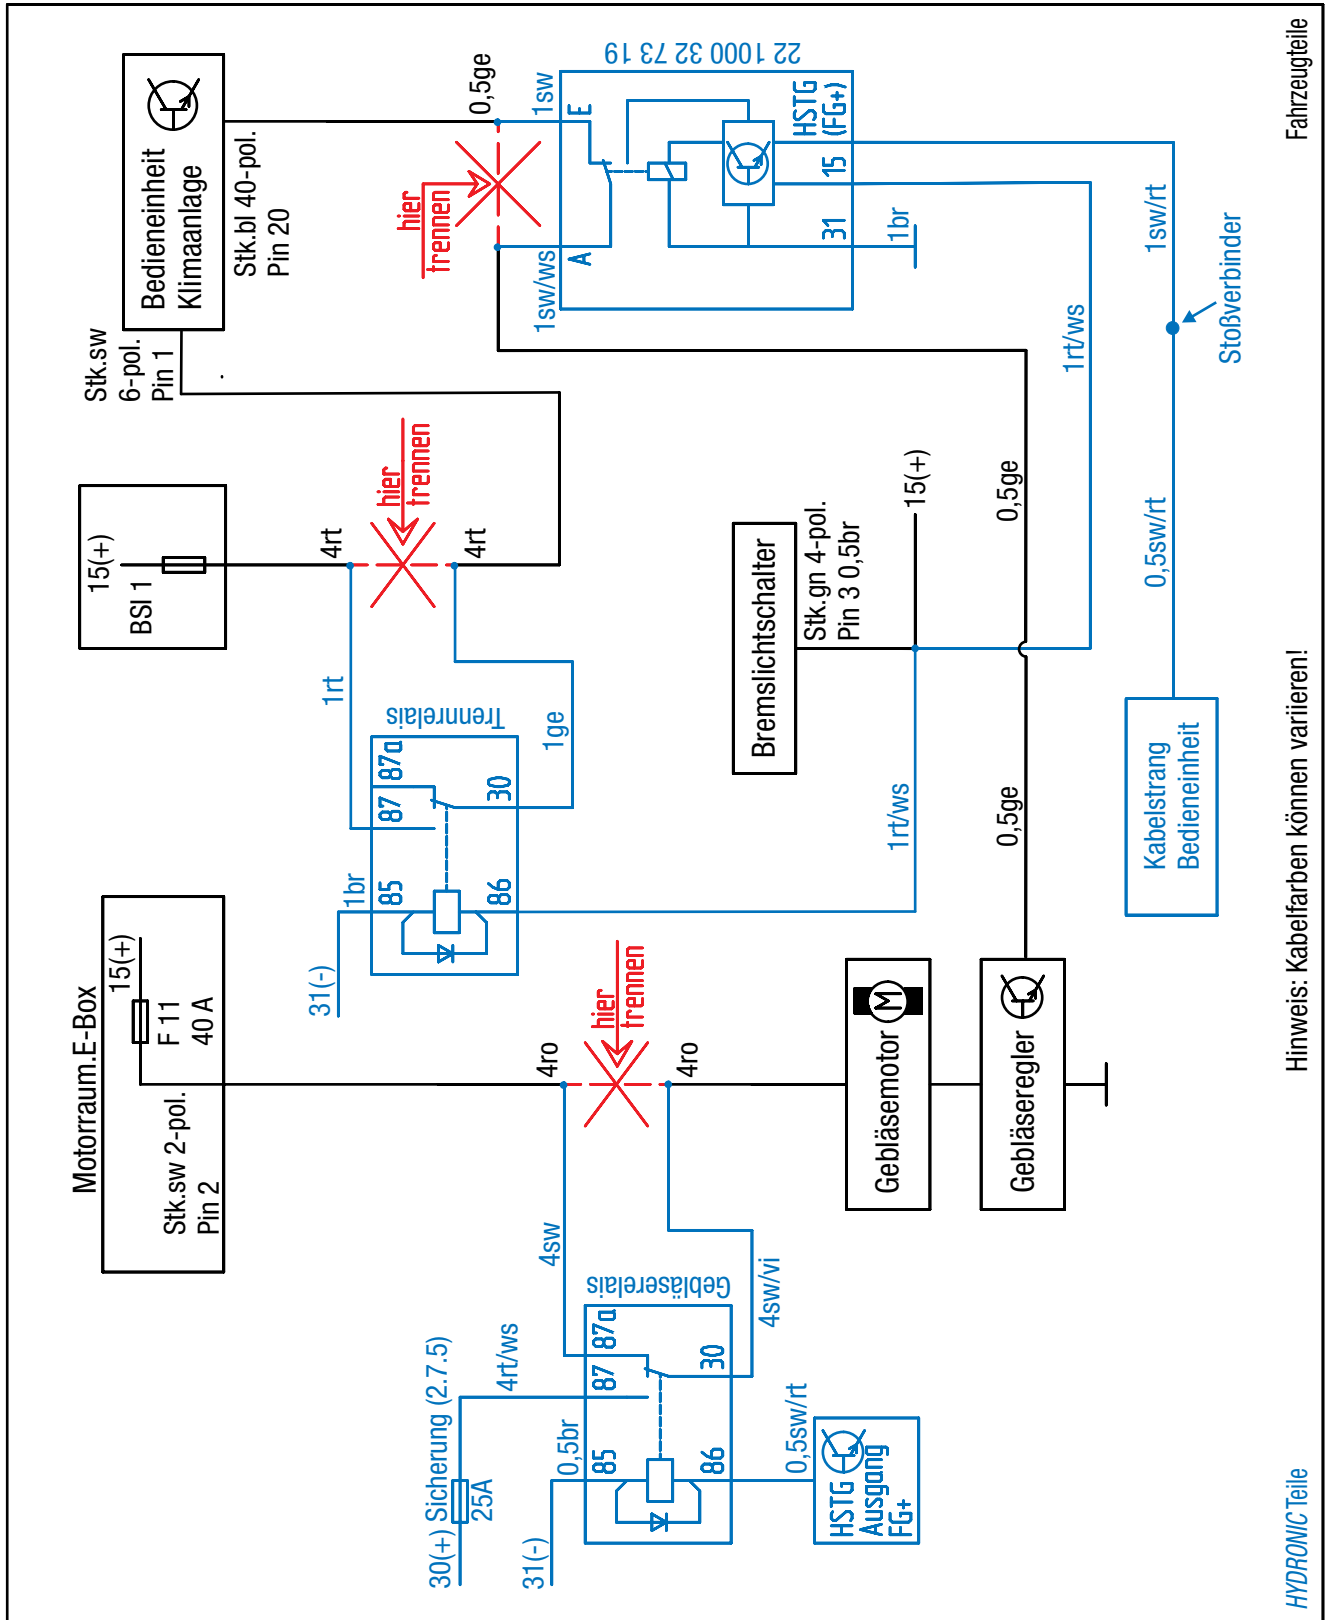 Motorraum.E-Box
15(+)
F 11
40 A
Stk.sw 2-pol.
Pin 2
15(+)
BSI 1
Stk.sw
6-pol.
Pin 1
Bedieneinheit
Klimaanlage
Stk.bl 40-pol.
Pin 20
4rt
hier
trennen
4rt
1rt
1ge
Trennrelais
87a
87
30
85
86
1br
31(-)
0,5ge
hier
trennen
1sw
1sw/ws
22 1000 32 73 19
E
A
HSTG
(FG+)
15
31
1br
1rt/ws
1sw/rt
Stoßverbinder
0,5sw/rt
Kabelstrang
Bedieneinheit
Bremslichtschalter
Stk.gn 4-pol.
Pin 3 0,5br
15(+)
0,5ge
1rt/ws
0,5ge
4ro
hier
trennen
4ro
Gebläsemotor
M
Gebläseregler
4sw
4sw/vi
Gebläserelais
87a
87
30
85
86
30(+) Sicherung (2.7.5)
25A
4rt/ws
0,5br
31(-)
0,5sw/rt
HSTG
Ausgang
FG+
HYDRONIC Teile
Hinweis: Kabelfarben können variieren!
Fahrzeugteile